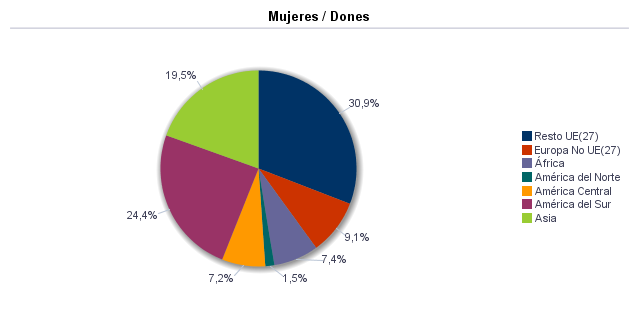 Mujeres / Dones
19,5%
30,9%
24,4%
9,1%
7,4%
7,2%
1,5%
Resto UE(27)
Europa No UE(27)
África
América del Norte
América Central
América del Sur
Asia